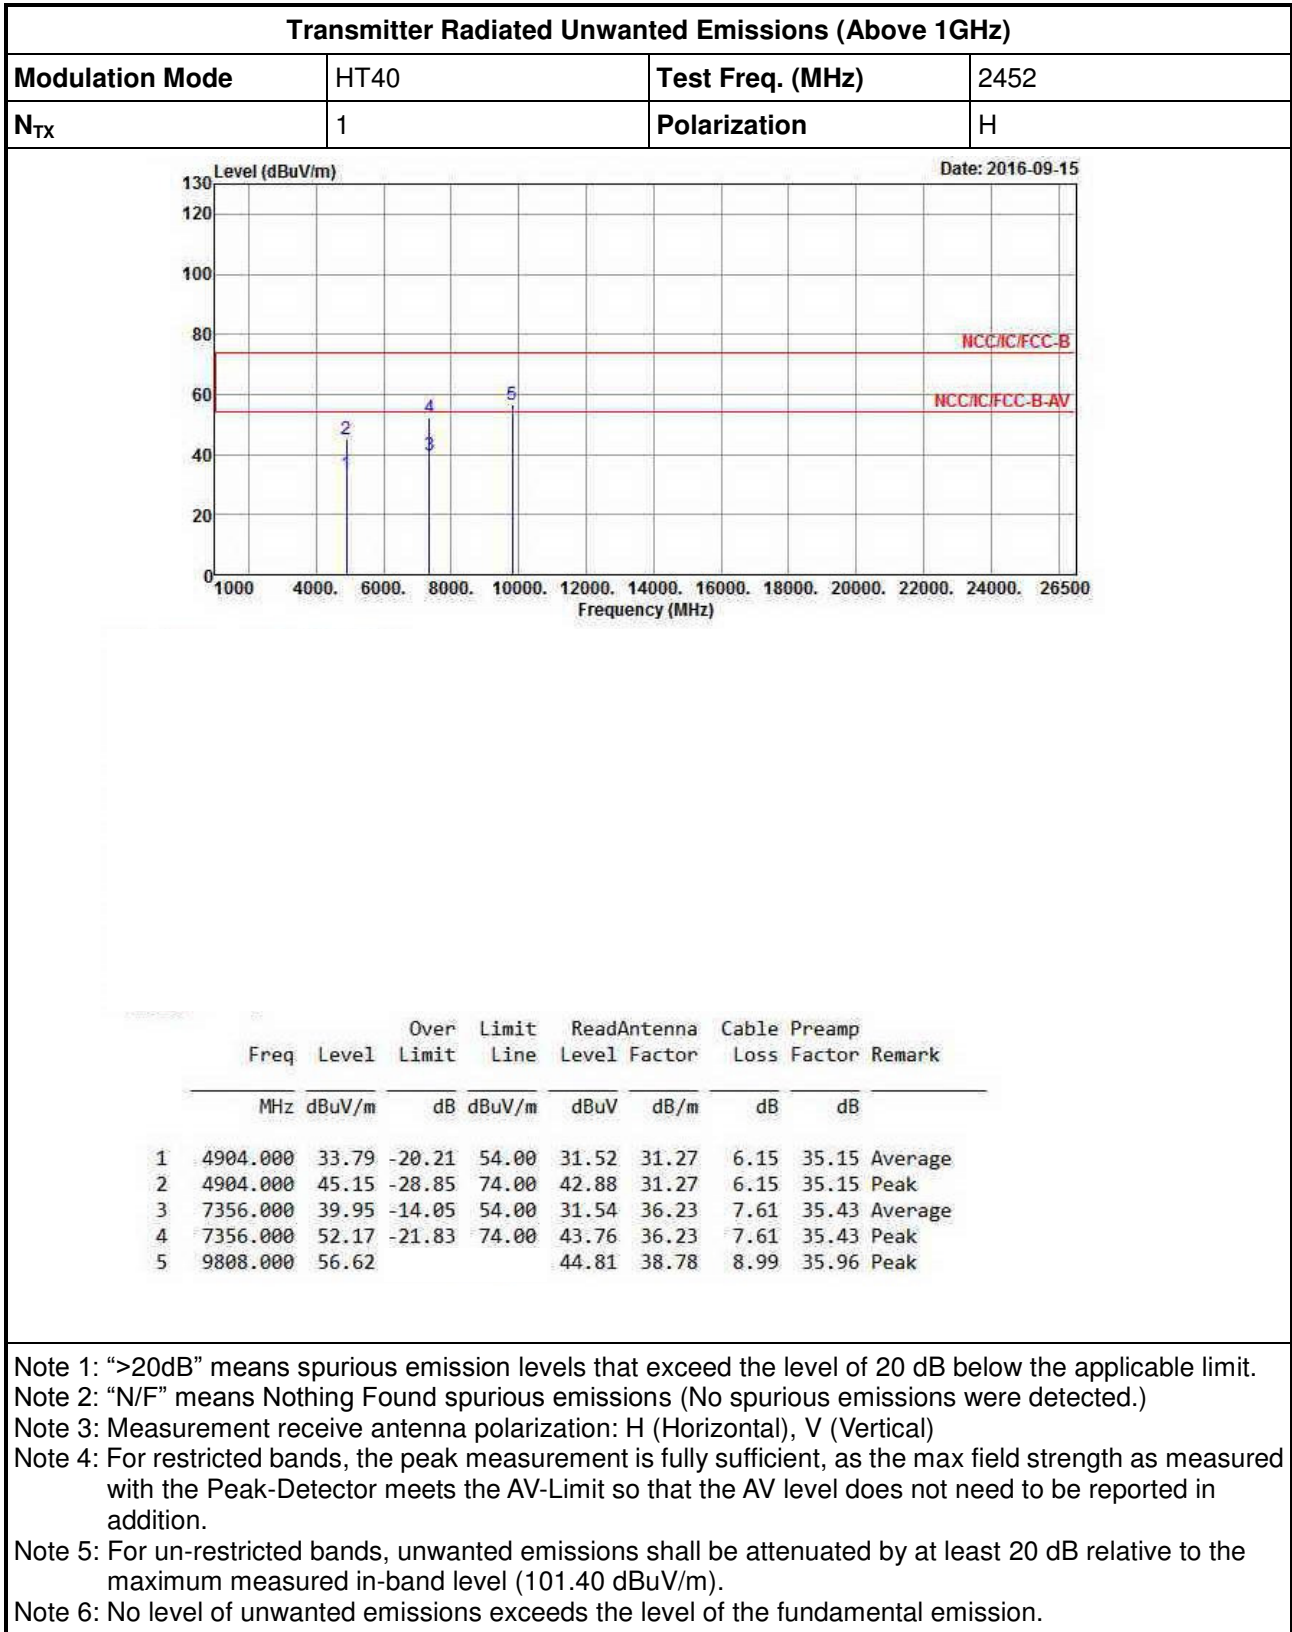 Transmitter Radiated Unwanted Emissions (Above 1GHz)
Modulation Mode HT40 Test Freq. (MHz) 2452
NTX 1 Polarization H
Level (dBuV/m) Date: 2016-09-15
130
120
100
80
NCC/IC/FCC-B
60
NCC/IC/FCC-B-AV
40
20
0
5
4
2
3
1
1000 4000. 6000. 8000. 10000. 12000. 14000. 16000. 18000. 20000. 22000. 24000. 26500
Frequency (MHz)
Over Limit ReadAntenna Cable Preamp
Freq Level Limit Line Level Factor Loss Factor Remark
MHz dBuV/m dB dBuV/m dBuV dB/m dB dB
1 4904.000 33.79 -20.21 54.00 31.52 31.27 6.15 35.15 Average
2 4904.000 45.15 -28.85 74.00 42.88 31.27 6.15 35.15 Peak
3 7356.000 39.95 -14.05 54.00 31.54 36.23 7.61 35.43 Average
4 7356.000 52.17 -21.83 74.00 43.76 36.23 7.61 35.43 Peak
5 9808.000 56.62 44.81 38.78 8.99 35.96 Peak
Note 1: “>20dB” means spurious emission levels that exceed the level of 20 dB below the applicable limit.
Note 2: “N/F” means Nothing Found spurious emissions (No spurious emissions were detected.)
Note 3: Measurement receive antenna polarization: H (Horizontal), V (Vertical)
Note 4: For restricted bands, the peak measurement is fully sufficient, as the max field strength as measured
with the Peak-Detector meets the AV-Limit so that the AV level does not need to be reported in
addition.
Note 5: For un-restricted bands, unwanted emissions shall be attenuated by at least 20 dB relative to the
maximum measured in-band level (101.40 dBuV/m).
Note 6: No level of unwanted emissions exceeds the level of the fundamental emission.